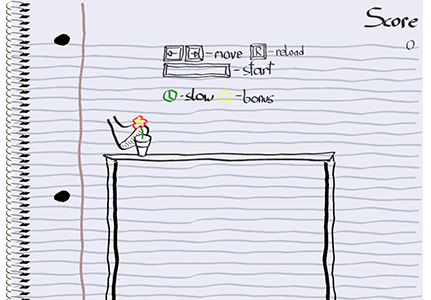 Score
0
← → - move R - reload
- start
L - slow - bonus